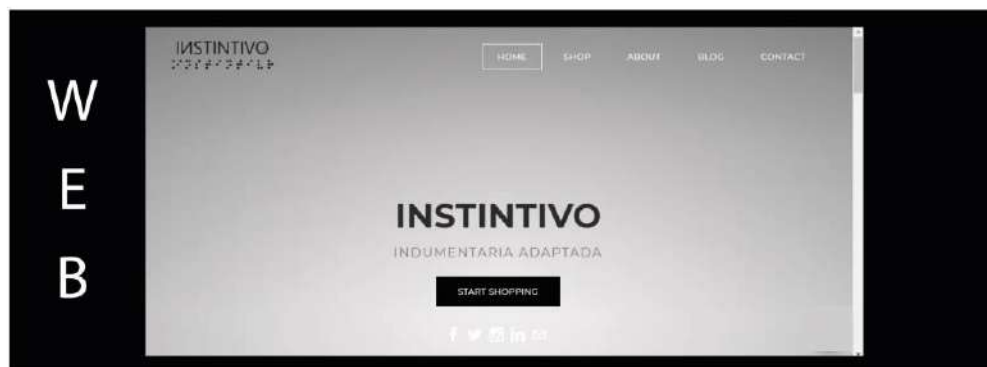 W
E
B
INSTINTIVO
HOME SHOP ABOUT BLOG CONTACT
INSTINTIVO
INDUMENTARIA ADAPTADA
START SHOPPING